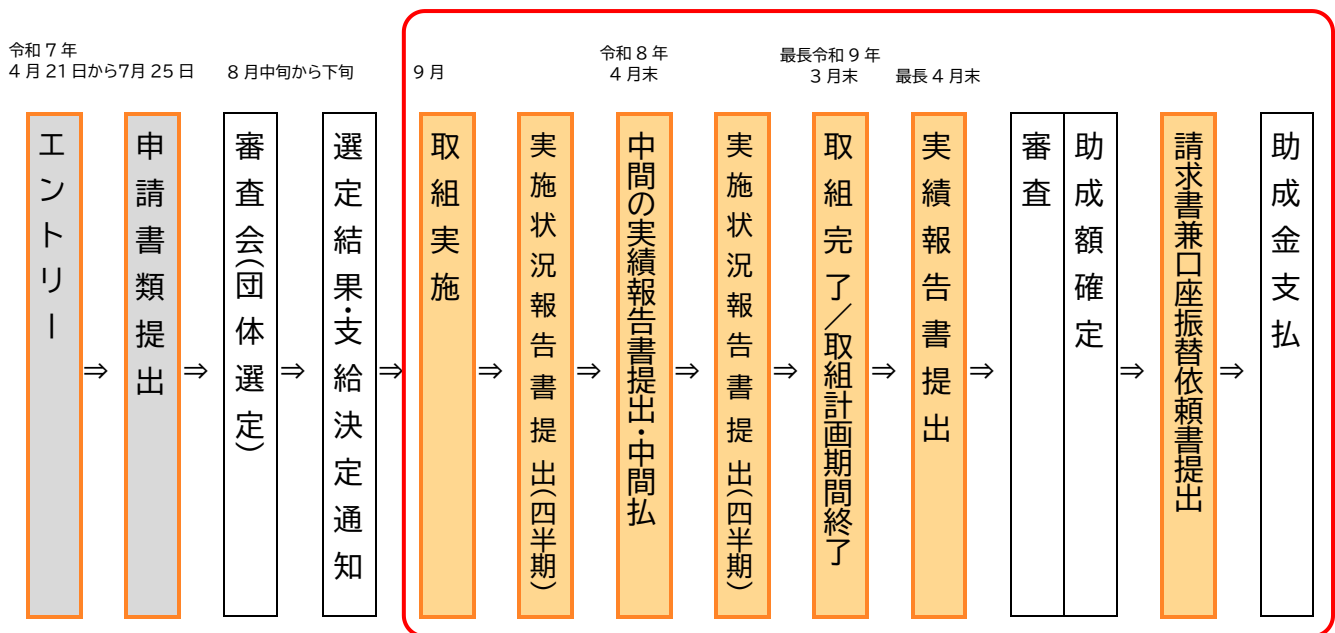 令和７年
４月21日から7月25日
８月中旬から下旬
９月
令和８年
４月末
最長令和９年
３月末
最長４月末
エントリー
⇒
申請書類提出
⇒
審査会(団体選定)
⇒
選定結果・支給決定通知
⇒
取組実施
⇒
実施状況報告書提出(四半期)
⇒
中間の実績報告書提出・中間払
⇒
実施状況報告書提出(四半期)
⇒
取組完了／取組計画期間終了
⇒
実績報告書提出
⇒
審査
助成額確定
⇒
請求書兼口座振替依頼書提出
⇒
助成金支払